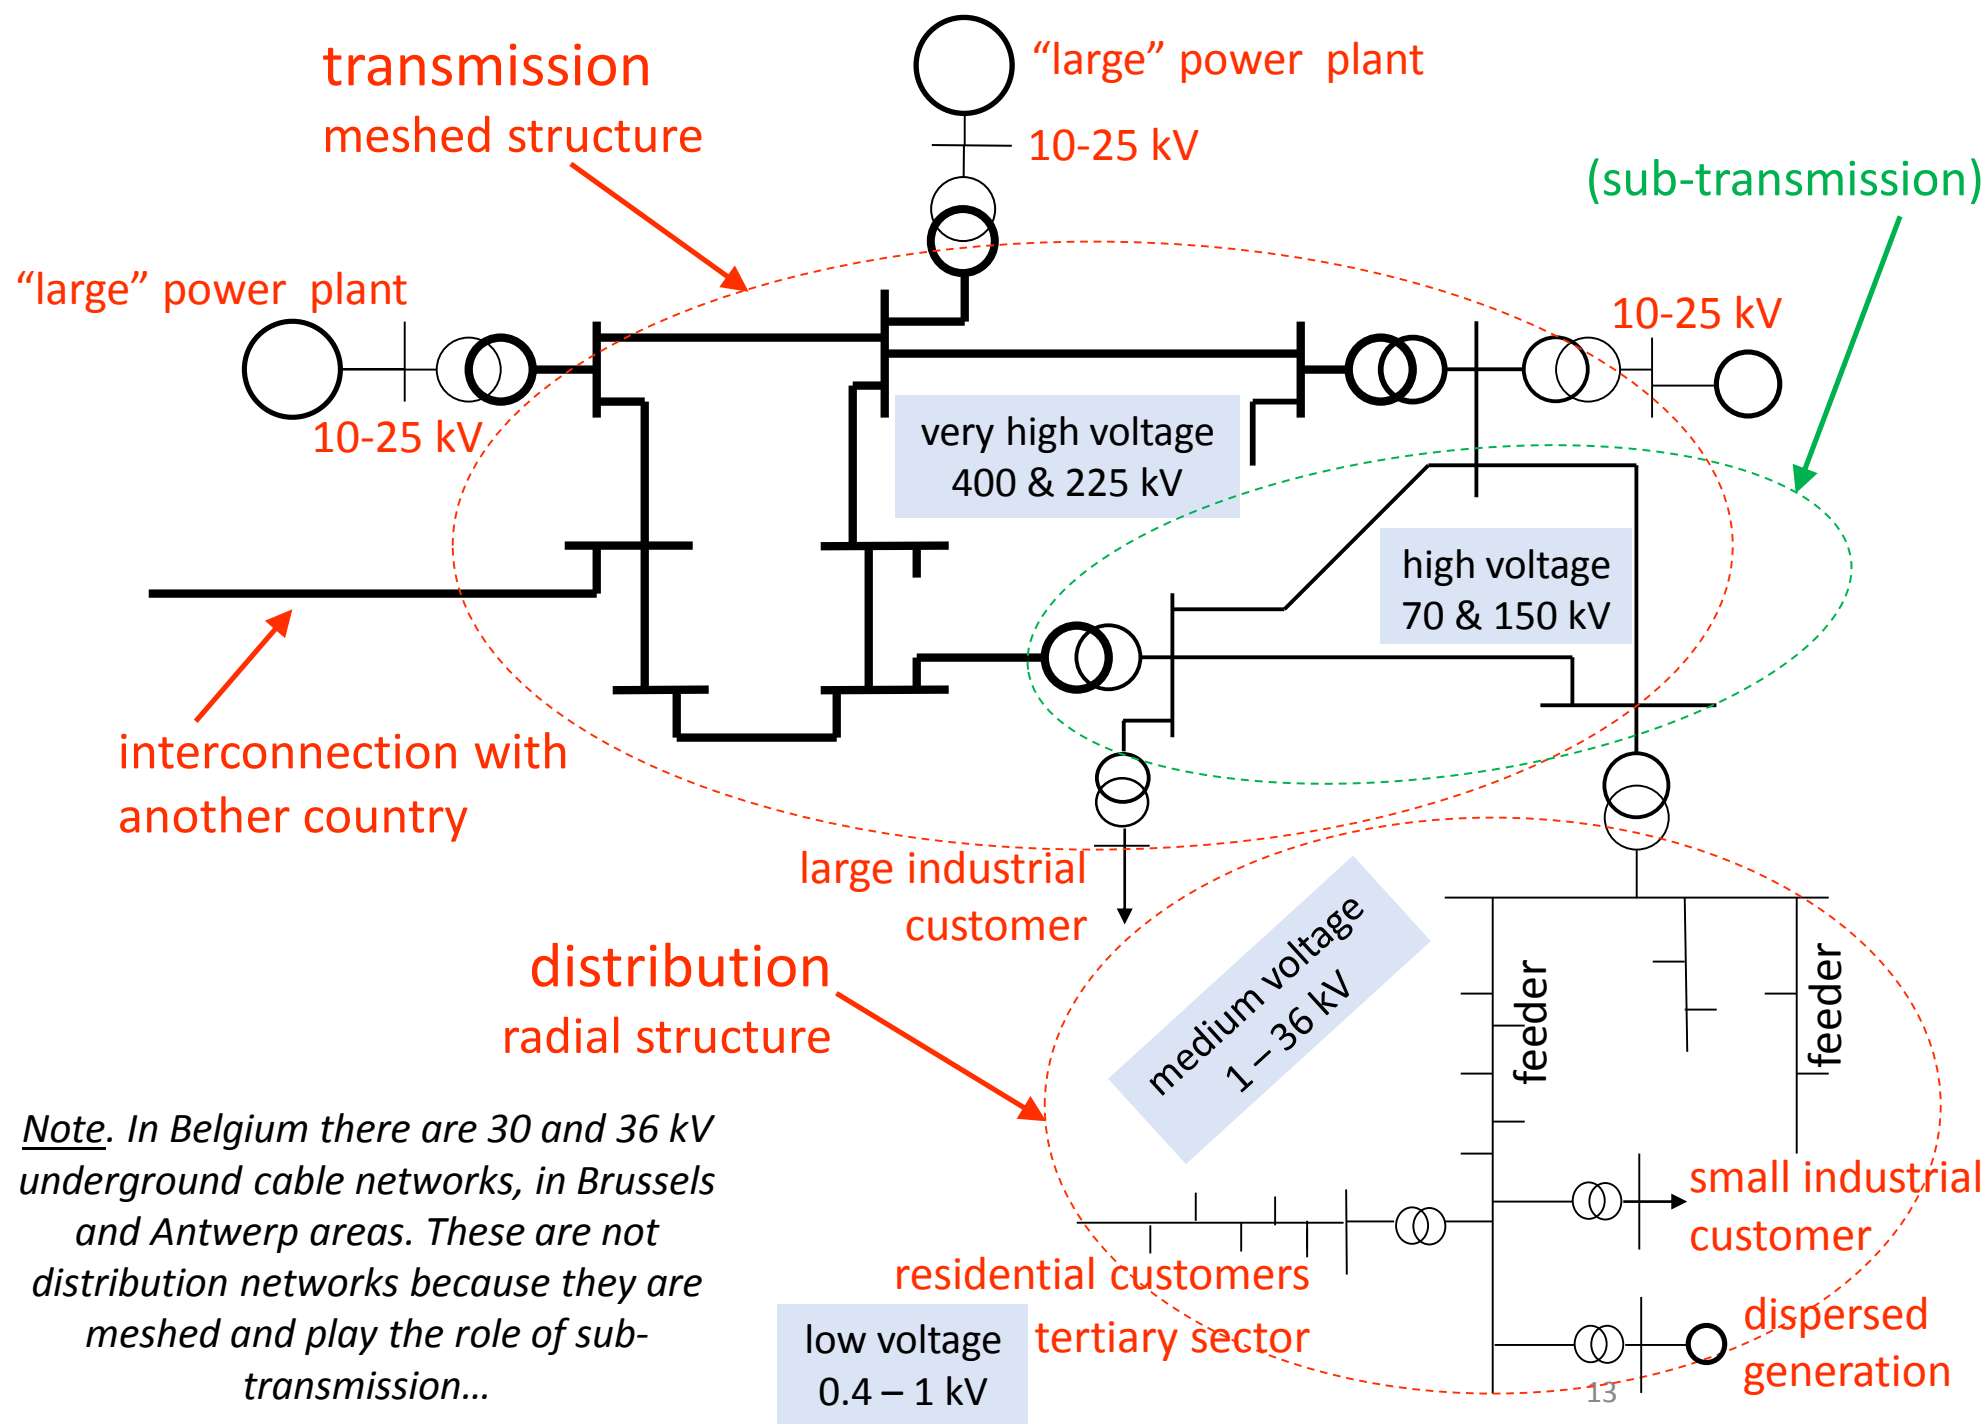 transmission
meshed structure
“large” power plant
10-25 kV
(sub-transmission)
“large” power plant
10-25 kV
10-25 kV
very high voltage
400 & 225 kV
high voltage
70 & 150 kV
interconnection with
another country
large industrial
customer
distribution
radial structure
medium voltage
1 – 36 kV
feeder
feeder
Note. In Belgium there are 30 and 36 kV
underground cable networks, in Brussels
and Antwerp areas. These are not
distribution networks because they are
meshed and play the role of sub-
transmission…
small industrial
customer
residential customers
tertiary sector
low voltage
0.4 – 1 kV
dispersed
generation
13